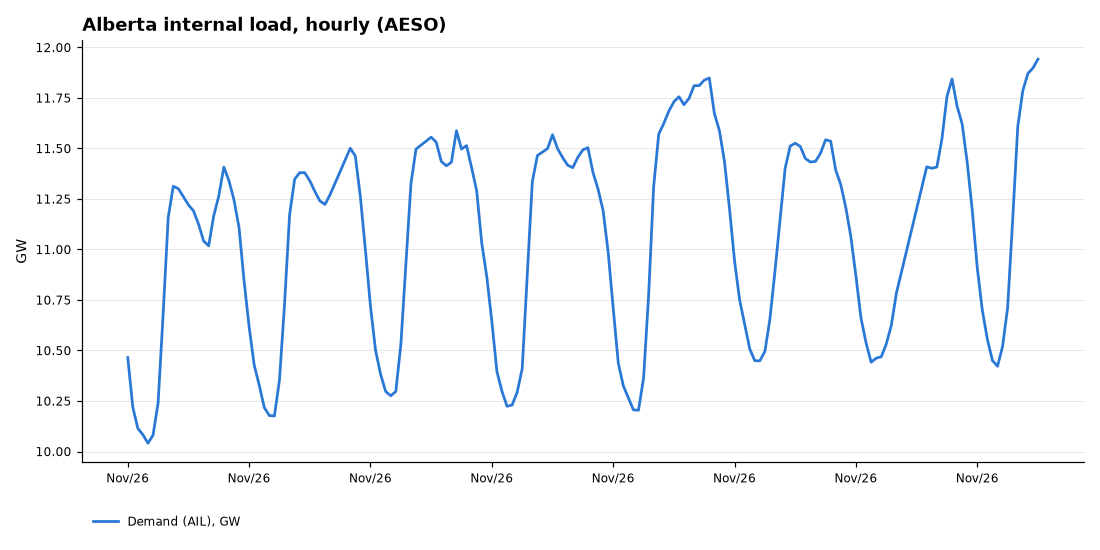 Alberta internal load, hourly (AESO)
12.00
11.75
11.50
11.25
11.00
10.75
10.50
10.25
10.00
GW
Nov/26 Nov/26 Nov/26 Nov/26 Nov/26 Nov/26 Nov/26 Nov/26
Demand (AIL), GW